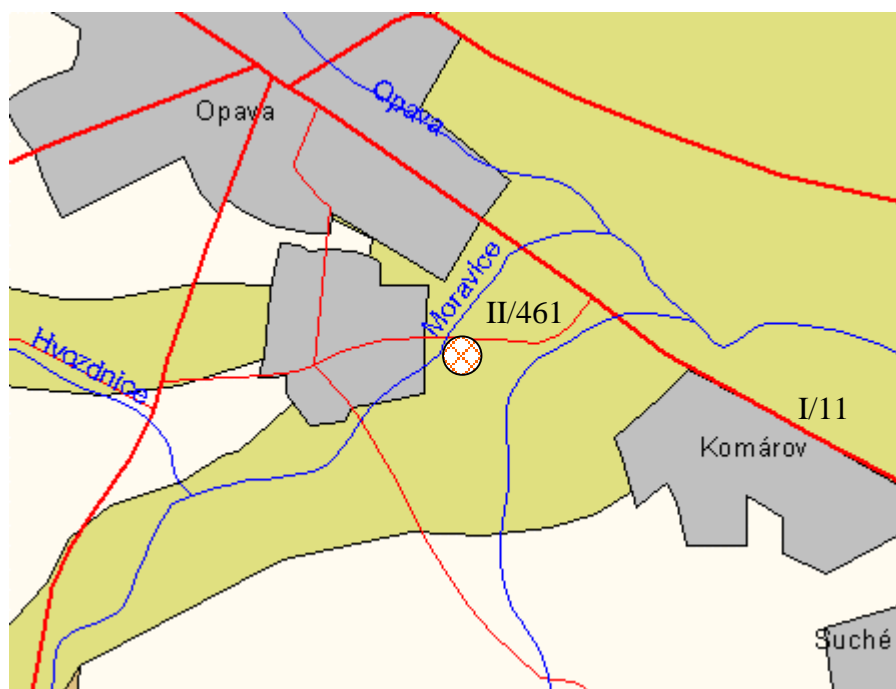 Opava
Opava
Moravice
II/461
Hvozdnice
I/11
Komárov
Suché